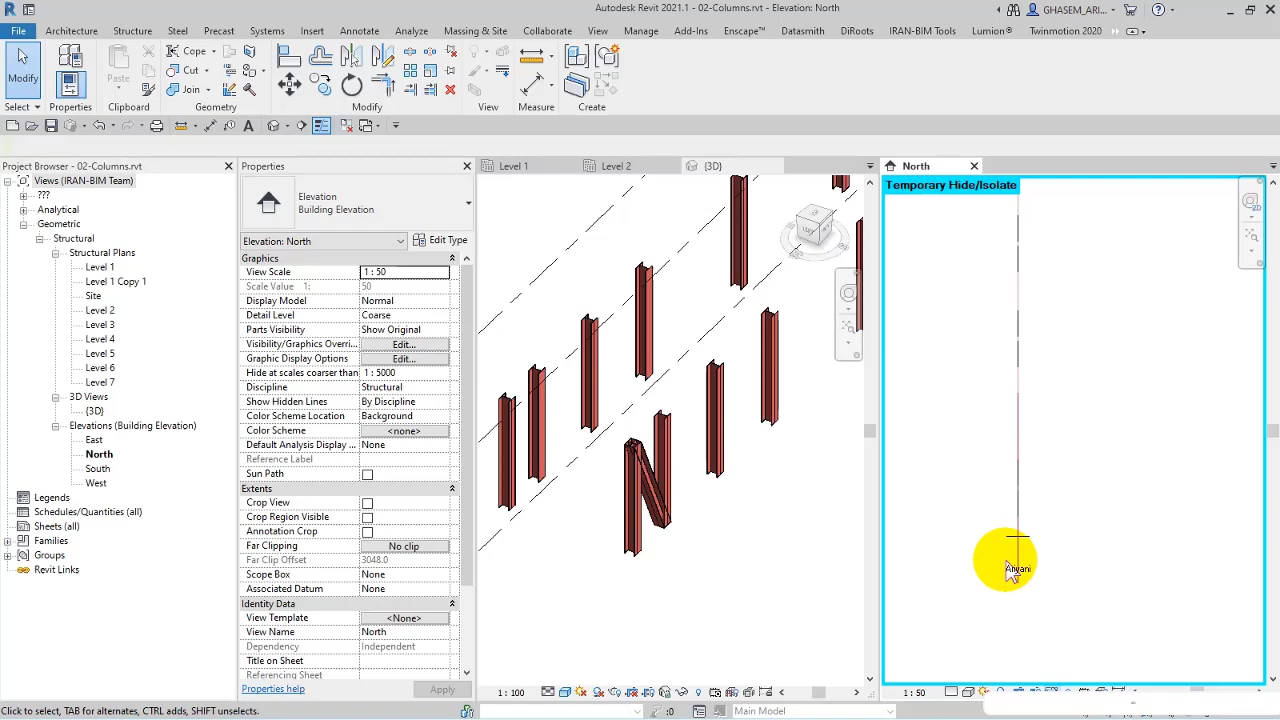 Autodesk Revit 2021.1 - 02-Columns.rvt - Elevation: North
GHASEM_ARI...
File Architecture Structure Steel Precast Systems Insert Annotate Analyze Massing & Site Collaborate View Manage Add-Ins Enscape™ Datasmith DiRoots IRAN-BIM Tools Lumion® Twinmotion 2020
Modify
Paste
Cope
Cut
Join
Select Properties Clipboard Geometry Modify View Measure Create
Project Browser - 02-Columns.rvt
Views (IRAN-BIM Team)
???
Analytical
Geometric
Structural
Structural Plans
Level 1
Level 1 Copy 1
Site
Level 2
Level 3
Level 4
Level 5
Level 6
Level 7
3D Views
{3D}
Elevations (Building Elevation)
East
North
South
West
Legends
Schedules/Quantities (all)
Sheets (all)
Families
Groups
Revit Links
Properties
Elevation
Building Elevation
Elevation: North Edit Type
Graphics
View Scale 1 : 50
Scale Value 1: 50
Display Model Normal
Detail Level Coarse
Parts Visibility Show Original
Visibility/Graphics Overri... Edit...
Graphic Display Options Edit...
Hide at scales coarser than 1 : 5000
Discipline Structural
Show Hidden Lines By Discipline
Color Scheme Location Background
Color Scheme <none>
Default Analysis Display ... None
Reference Label
Sun Path
Extents
Crop View
Crop Region Visible
Annotation Crop
Far Clipping No clip
Far Clip Offset 3048.0
Scope Box None
Associated Datum None
Identity Data
View Template <None>
View Name North
Dependency Independent
Title on Sheet
Referencing Sheet
Properties help Apply
Level 1 Level 2 {3D}
1 : 100
North
Temporary Hide/Isolate
2D
1 : 50
Click to select, TAB for alternates, CTRL adds, SHIFT unselects.
:0 Main Model